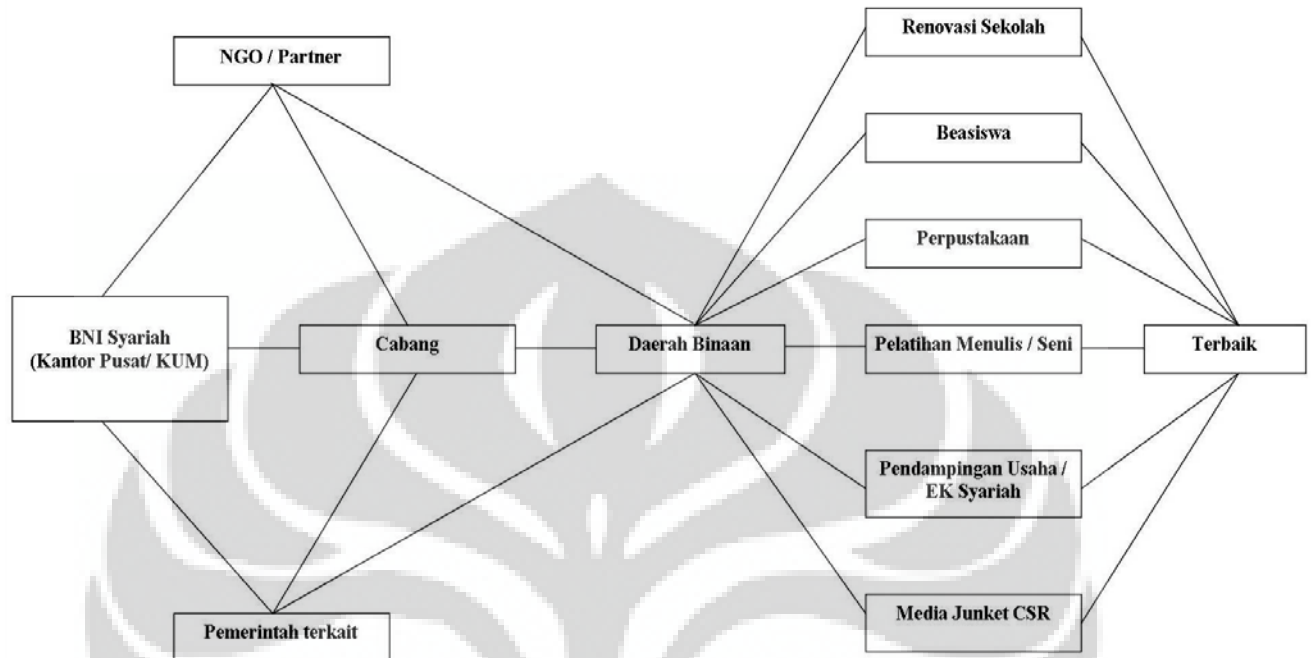 NGO / Partner
BNI Syariah
(Kantor Pusat/ KUM)
Cabang
Pemerintah terkait
Daerah Binaan
Renovasi Sekolah
Beasiswa
Perpustakaan
Pelatihan Menulis / Seni
Pendampingan Usaha /
EK Syariah
Media Junket CSR
Terbaik